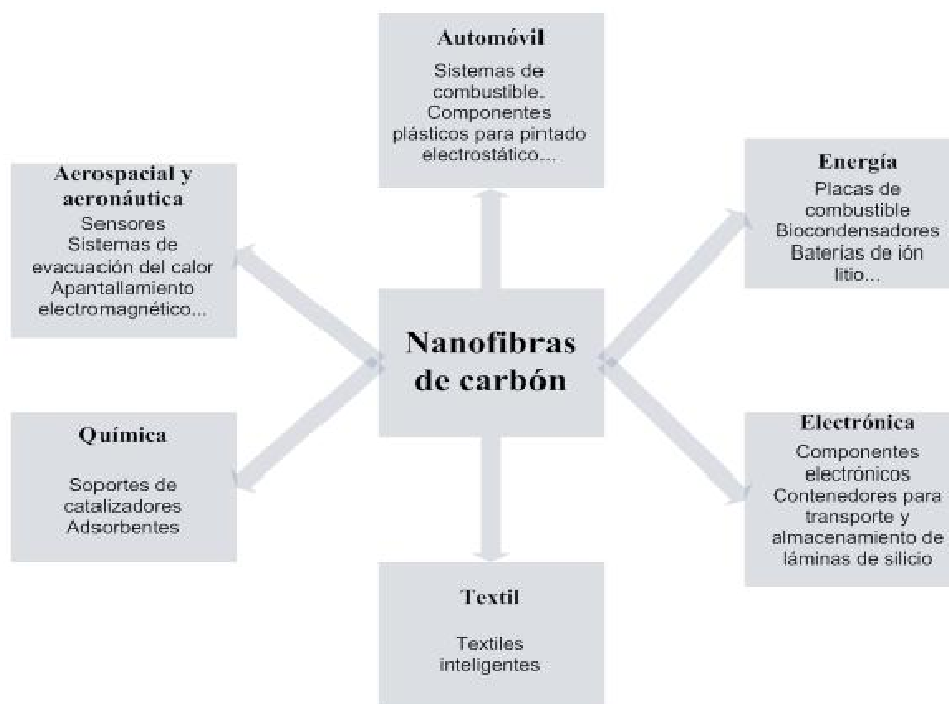 Automóvil
Sistemas de
combustible.
Componentes
plásticos para pintado
electrostático...
Aerospacial y
aeronáutica
Sensores
Sistemas de
evacuación del calor
Apantallamiento
electromagnético...
Energía
Placas de
combustible
Biocondensadores
Baterías de ión
litio...
Nanofibras
de carbón
Química
Soportes de
catalizadores
Adsorbentes
Electrónica
Componentes
electrónicos
Contenedores para
transporte y
almacenamiento de
láminas de silicio
Textil
Textiles
inteligentes